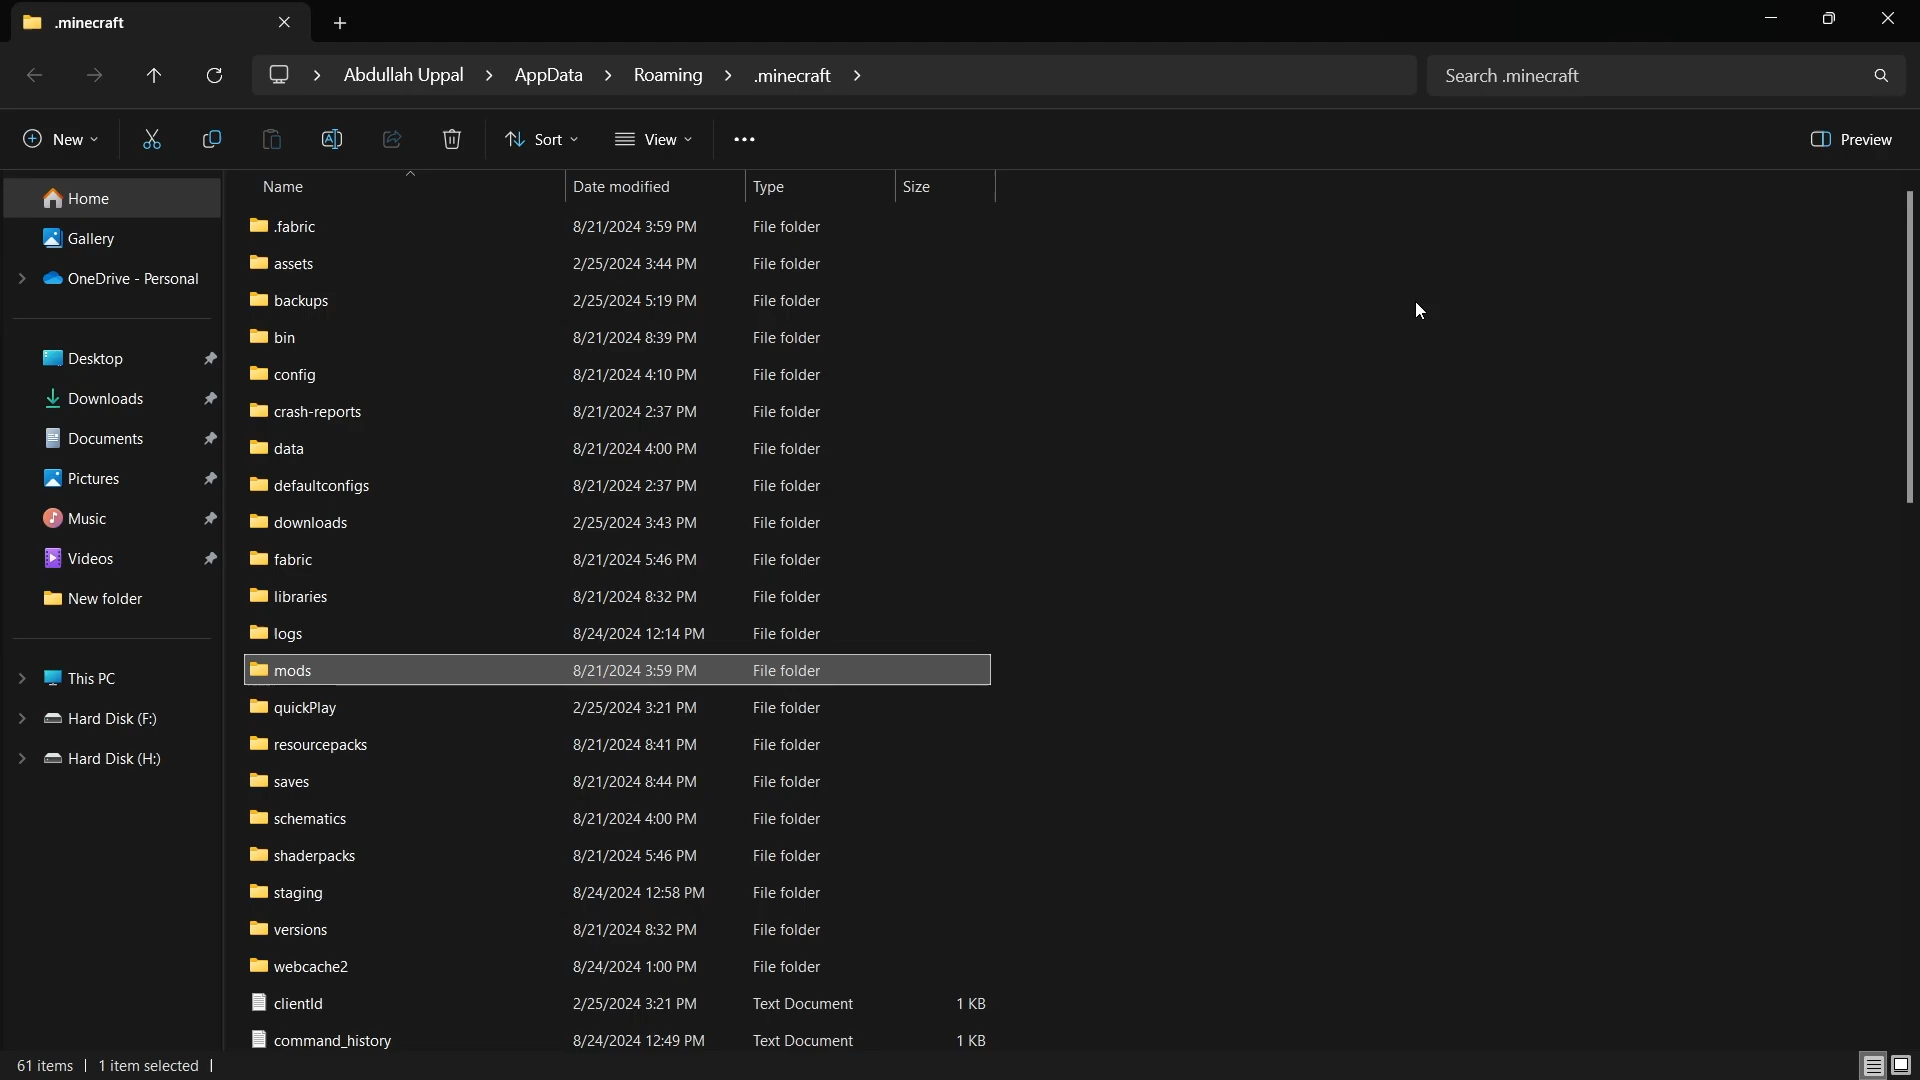 .minecraft
Abdullah Uppal AppData Roaming .minecraft
Search .minecraft
New
Sort
View
Preview
Home
Gallery
OneDrive - Personal
Desktop
Downloads
Documents
Pictures
Music
Videos
New folder
This PC
Hard Disk (F:)
Hard Disk (H:)
Name Date modified Type Size
.fabric 8/21/2024 3:59 PM File folder
assets 2/25/2024 3:44 PM File folder
backups 2/25/2024 5:19 PM File folder
bin 8/21/2024 8:39 PM File folder
config 8/21/2024 4:10 PM File folder
crash-reports 8/21/2024 2:37 PM File folder
data 8/21/2024 4:00 PM File folder
defaultconfigs 8/21/2024 2:37 PM File folder
downloads 2/25/2024 3:43 PM File folder
fabric 8/21/2024 5:46 PM File folder
libraries 8/21/2024 8:32 PM File folder
logs 8/24/2024 12:14 PM File folder
mods 8/21/2024 3:59 PM File folder
quickPlay 2/25/2024 3:21 PM File folder
resourcepacks 8/21/2024 8:41 PM File folder
saves 8/21/2024 8:44 PM File folder
schematics 8/21/2024 4:00 PM File folder
shaderpacks 8/21/2024 5:46 PM File folder
staging 8/24/2024 12:58 PM File folder
versions 8/21/2024 8:32 PM File folder
webcache2 8/24/2024 1:00 PM File folder
clientId 2/25/2024 3:21 PM Text Document 1 KB
command_history 8/24/2024 12:49 PM Text Document 1 KB
61 items 1 item selected